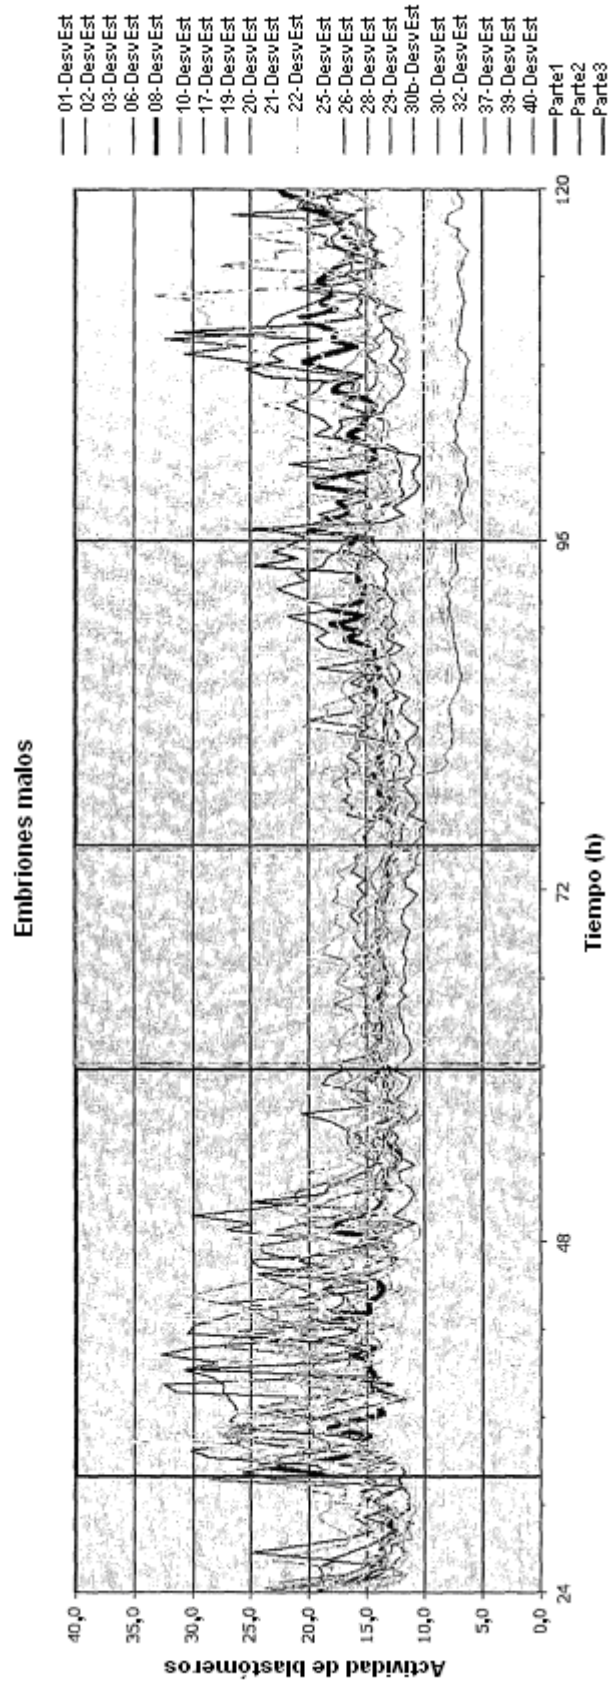 Embriones malos
Actividad de blastómeros
40,0
35,0
30,0
25,0
20,0
15,0
10,0
5,0
0,0
24
48
72
96
120
Tiempo (h)
01-DesvEst
02-DesvEst
03-DesvEst
06-DesvEst
08-DesvEst
10-DesvEst
17-DesvEst
19-DesvEst
20-DesvEst
21-DesvEst
22-DesvEst
25-DesvEst
26-DesvEst
28-DesvEst
29-DesvEst
30b-DesvEst
30-DesvEst
32-DesvEst
37-DesvEst
39-DesvEst
40-DesvEst
Parte1
Parte2
Parte3